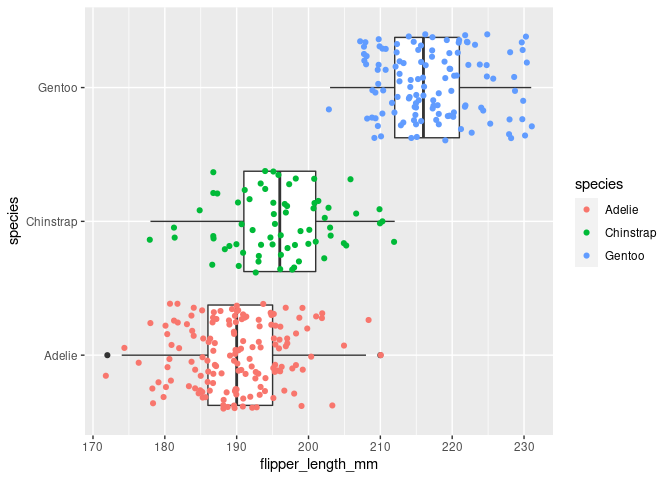 Gentoo
Chinstrap
Adelie
species
170 180 190 200 210 220 230
flipper_length_mm
species
Adelie
Chinstrap
Gentoo